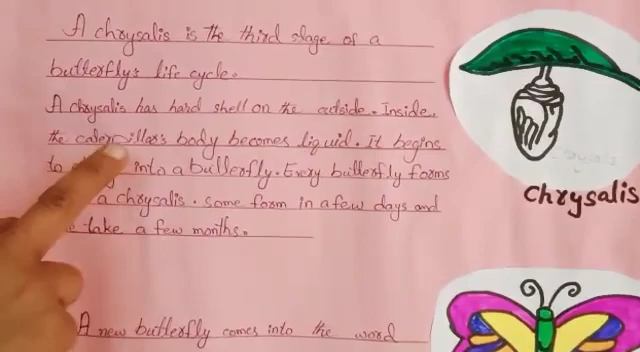 A chrysalis is the third stage of a
butterfly's life cycle.
A chrysalis has hard shell on the outside. Inside,
the caterpillar's body becomes liquid. It begins
to into a butterfly. Every butterfly forms
a chrysalis. Some form in a few days and
take a few months.
Chrysalis
A new butterfly comes into the word